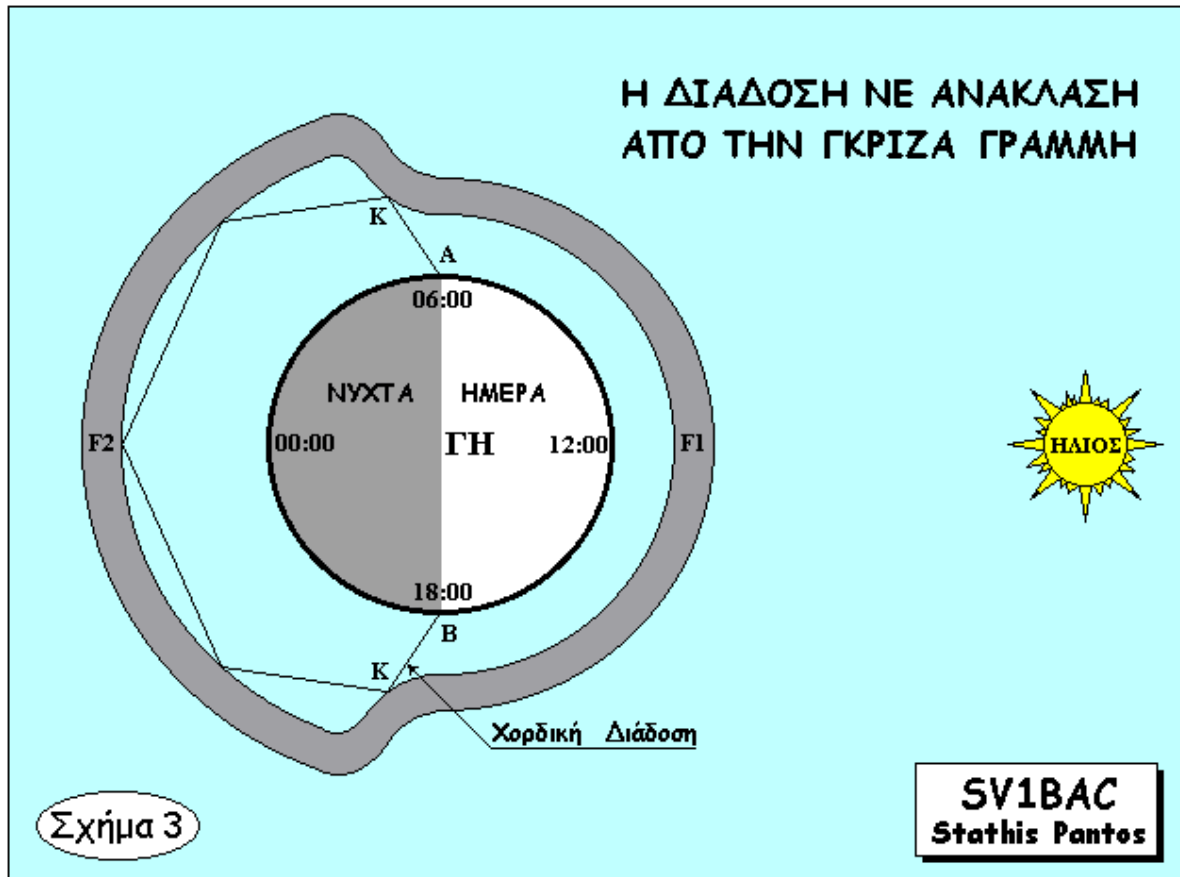 Η ΔΙΑΔΟΣΗ ΝΕ ΑΝΑΚΛΑΣΗ
ΑΠΟ ΤΗΝ ΓΚΡΙΖΑ ΓΡΑΜΜΗ
K
A
06:00
ΝΥΧΤΑ
ΗΜΕΡΑ
F2
00:00
ΓΗ
12:00
F1
ΗΛΙΟΣ
18:00
B
K
Χορδική Διάδοση
Σχήμα 3
SV1BAC
Stathis Pantos